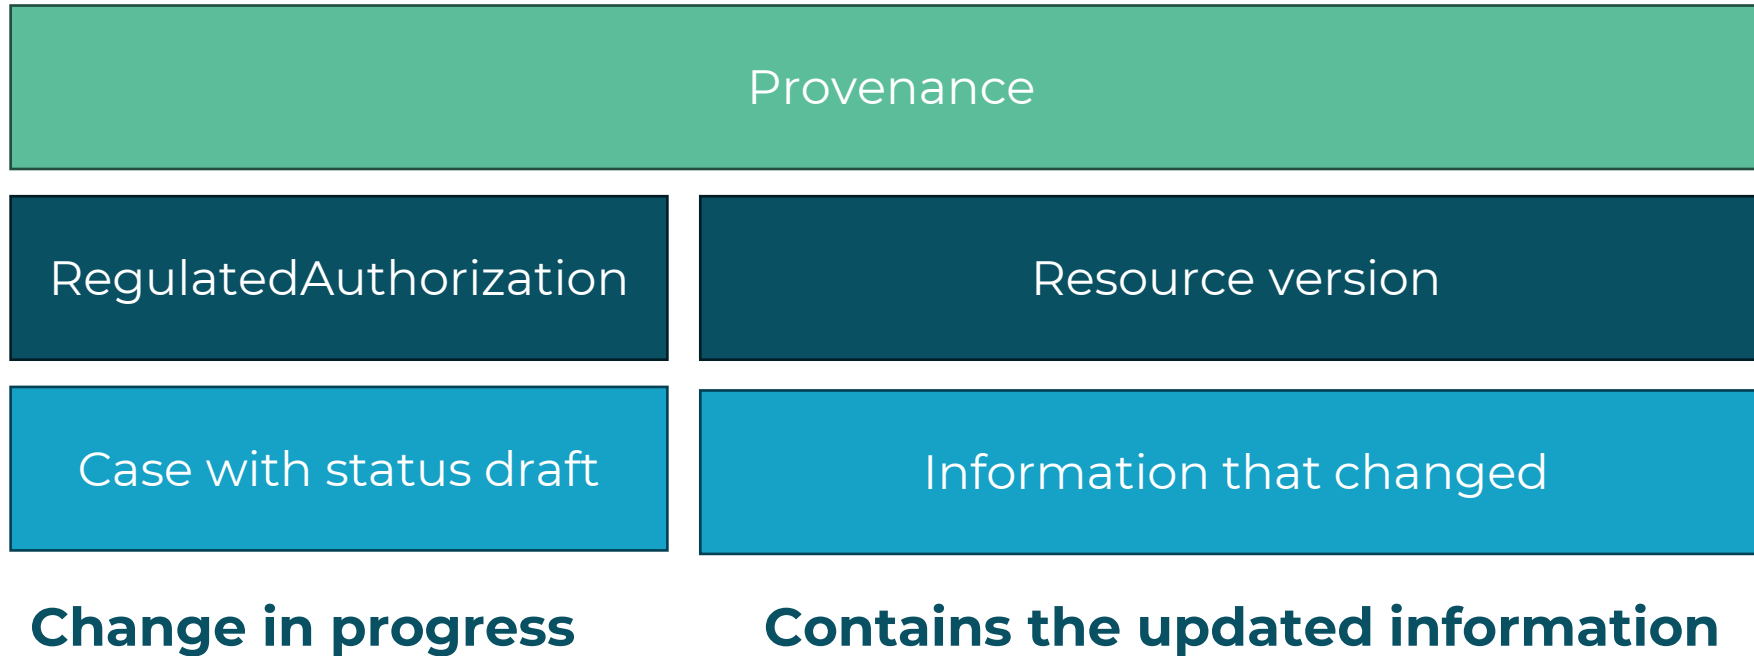 Provenance
RegulatedAuthorization
Resource version
Case with status draft
Information that changed
Change in progress
Contains the updated information